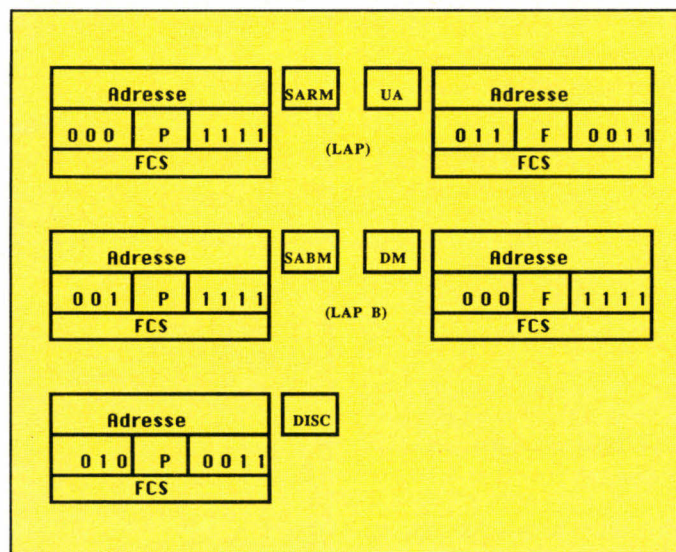 Adresse SARM UA Adresse
000 P 1111 011 F 0011
(LAP)
FCS FCS
Adresse SABM DM Adresse
001 P 1111 000 F 1111
(LAP B)
FCS FCS
Adresse DISC
010 P 0011
FCS